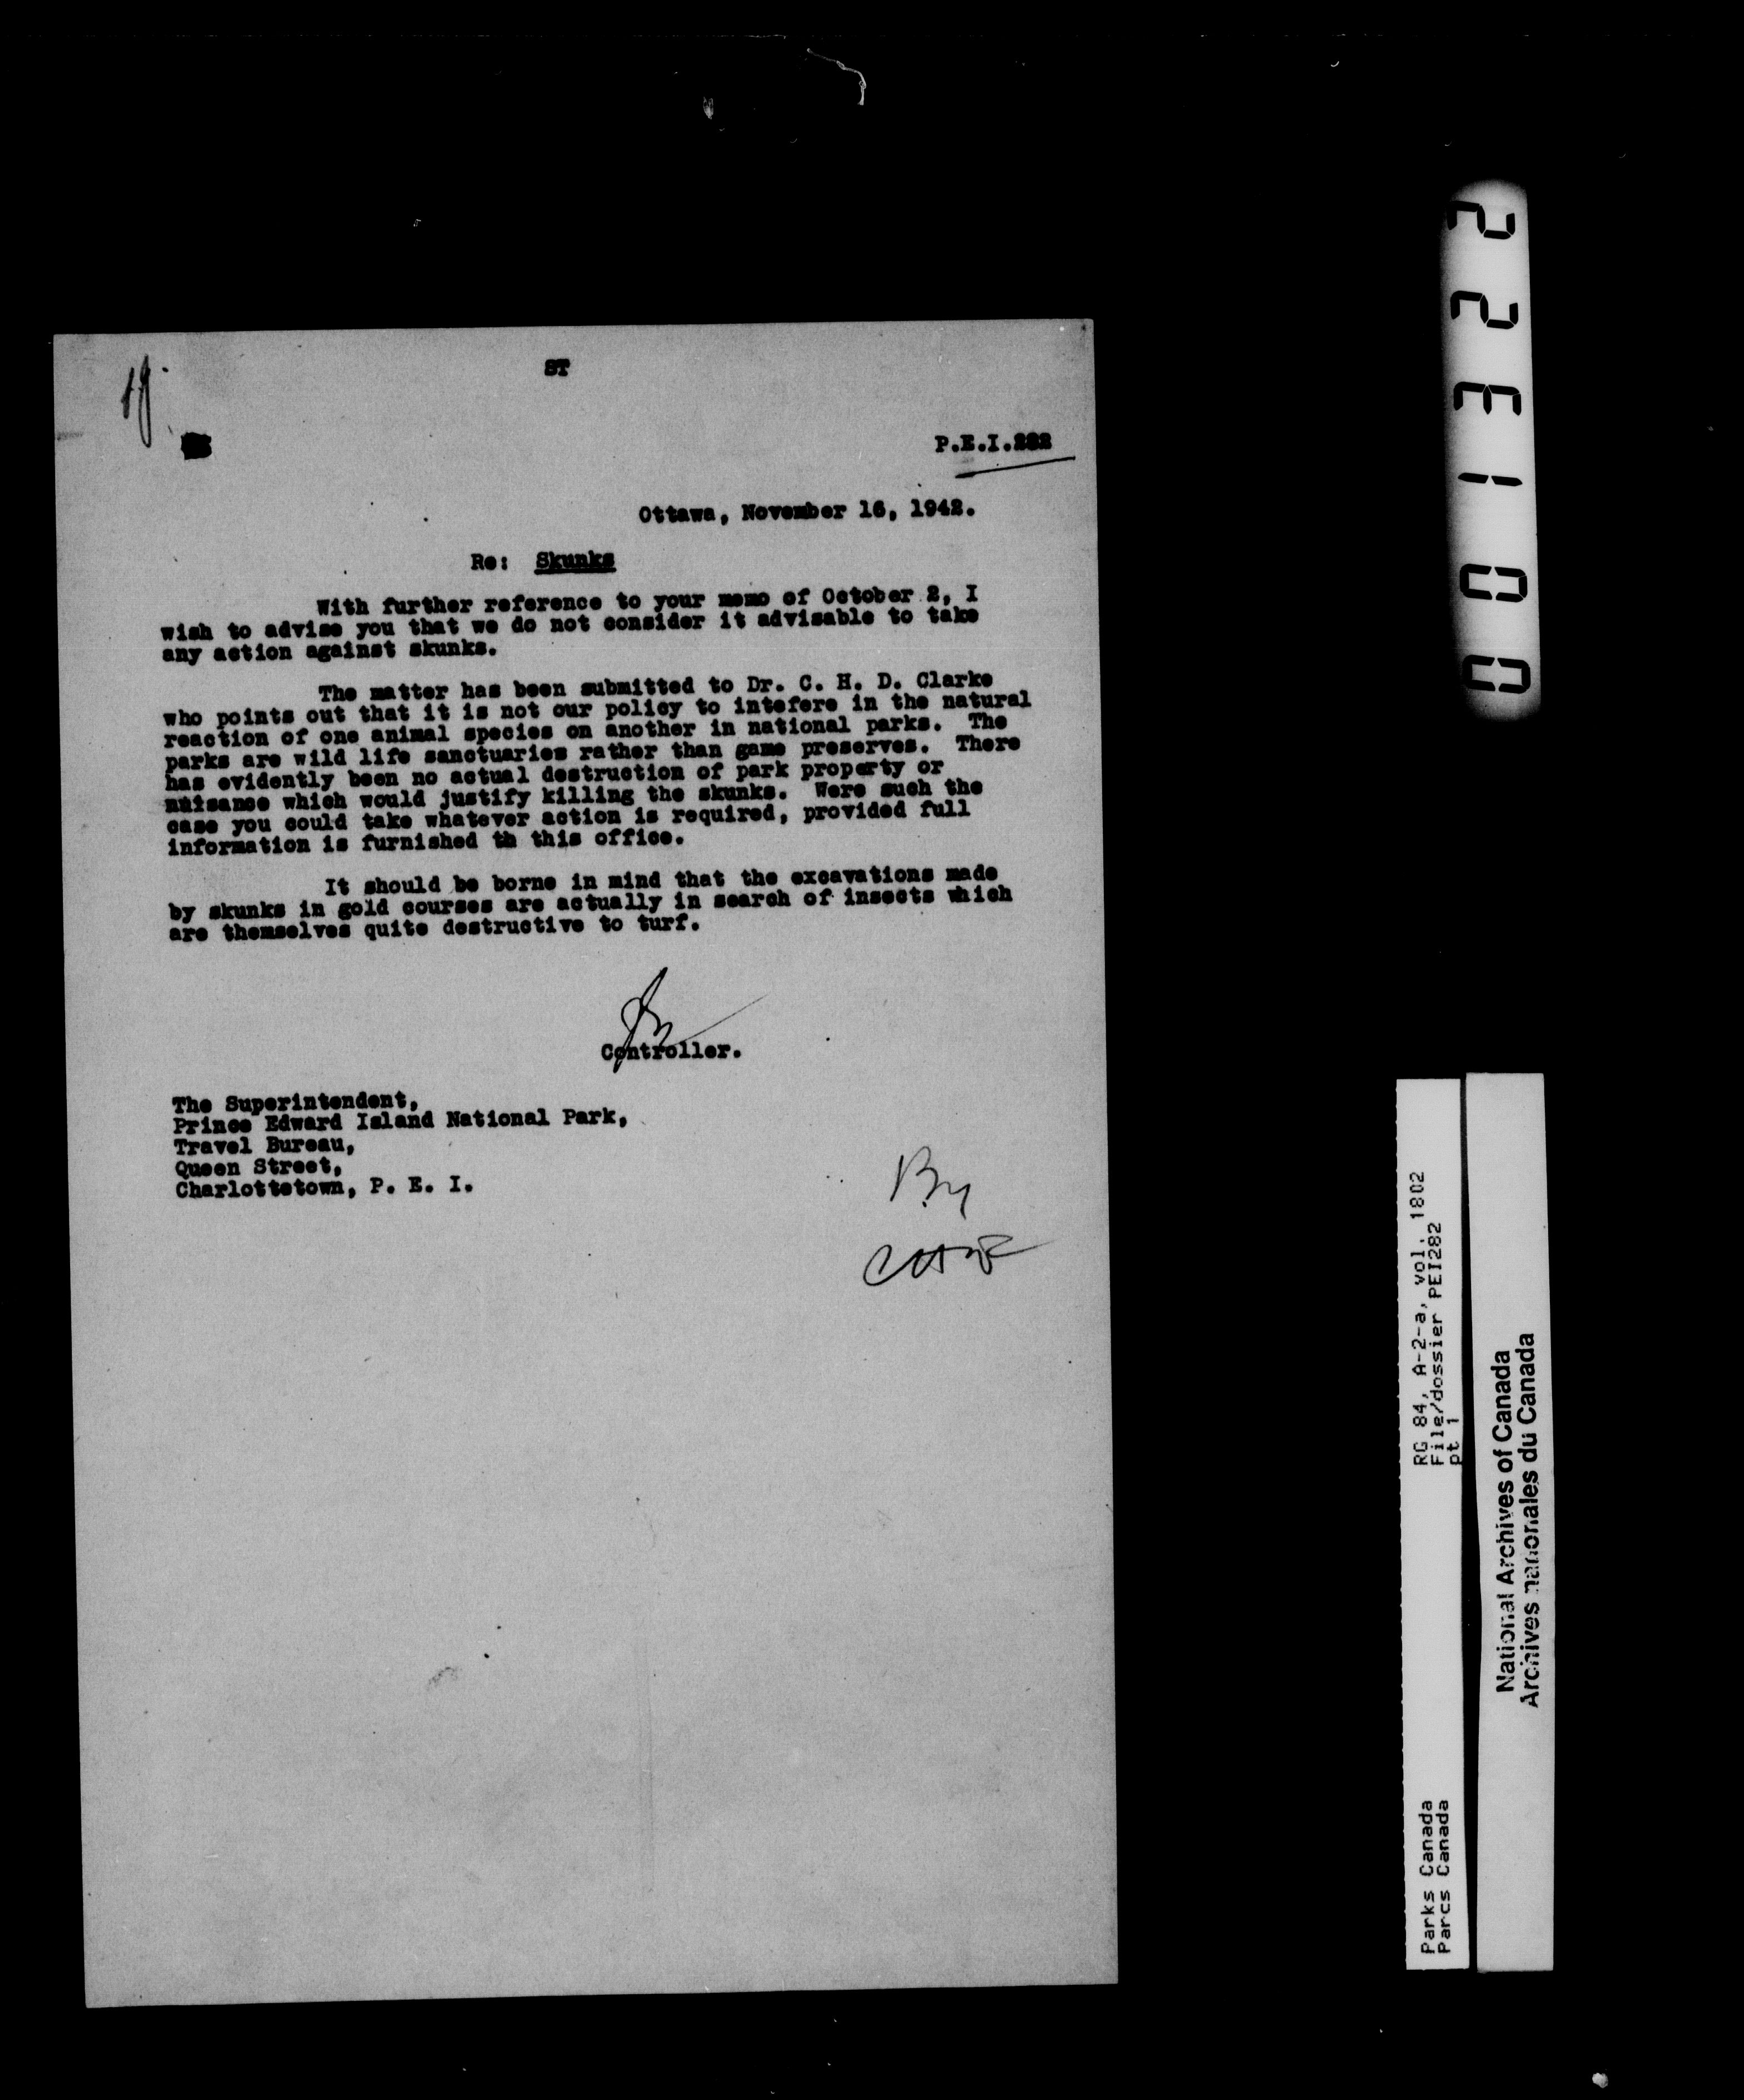 ST
P.E.I.282
Ottawa, November 16, 1942.
Re: Skunks
With further reference to your memo of October 2, I
wish to advise you that we do not consider it advisable to take
any action against skunks.
The matter has been submitted to Dr. C. H. D. Clarke
who points out that it is not our policy to intefere in the natural
reaction of one animal species on another in national parks. The
parks are wild life sanctuaries rather than game preserves. There
has evidently been no actual destruction of park property or
nuisance which would justify killing the skunks. Were such the
case you could take whatever action is required, provided full
information is furnished th this office.
It should be borne in mind that the excavations made
by skunks in gold courses are actually in search of insects which
are themselves quite destructive to turf.
Controller.
The Superintendent,
Prince Edward Island National Park,
Travel Bureau,
Queen Street,
Charlottetown, P. E. I.
223100
RG 84, A-2-a, vol. 1802
File/dossier PEI282
pt 1
Parks Canada
Parcs Canada
National Archives of Canada
Archives nationales du Canada